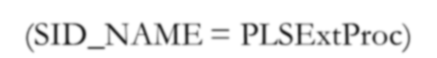 (SID_NAME = PLSExtProc)